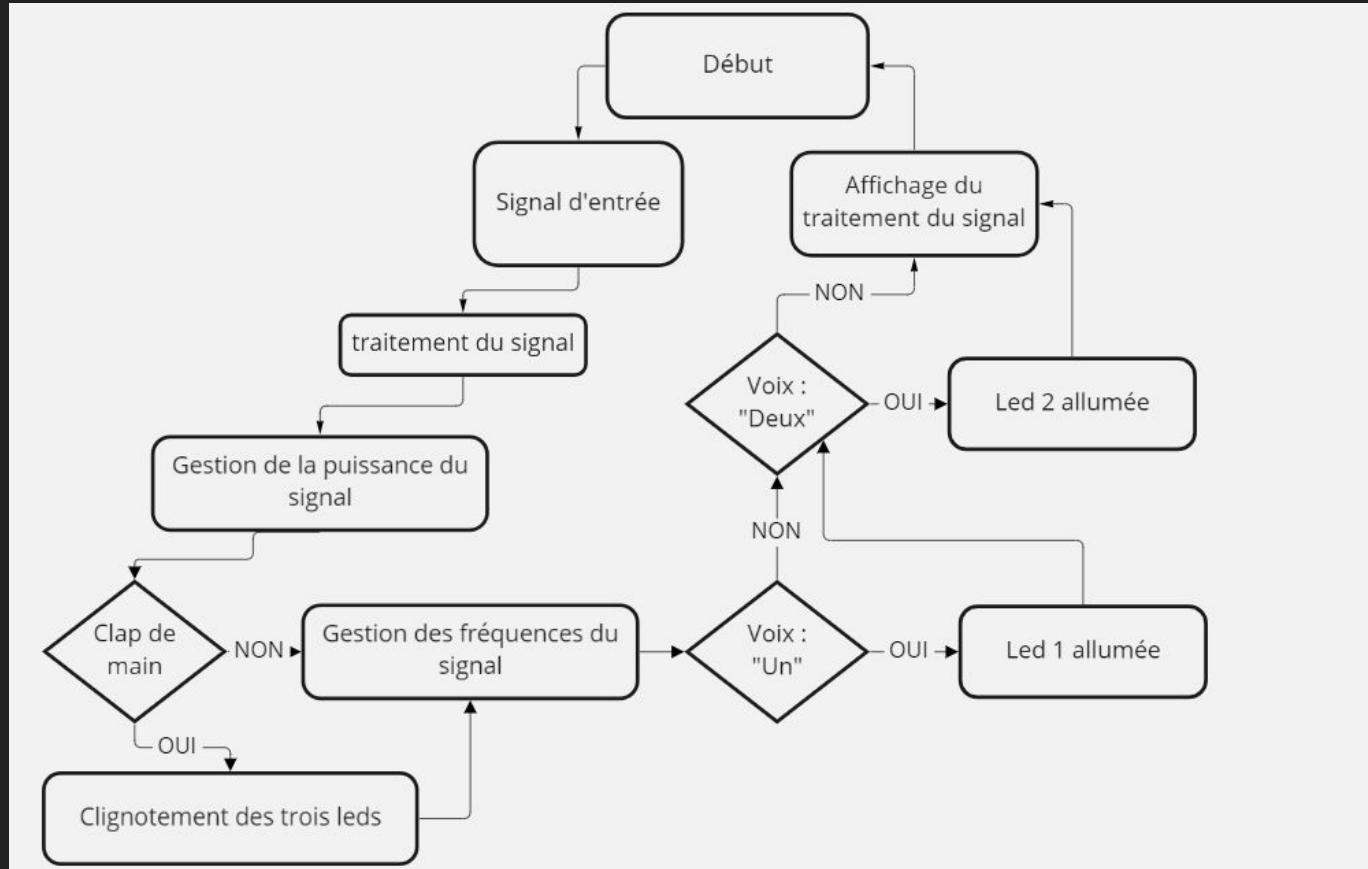 Début
Signal d'entrée
traitement du signal
Gestion de la puissance du
signal
Clap de
main
NON
Gestion des fréquences du
signal
OUI
Clignotement des trois leds
Voix :
"Un"
OUI
Led 1 allumée
NON
Voix :
"Deux"
OUI
Led 2 allumée
NON
Affichage du
traitement du signal